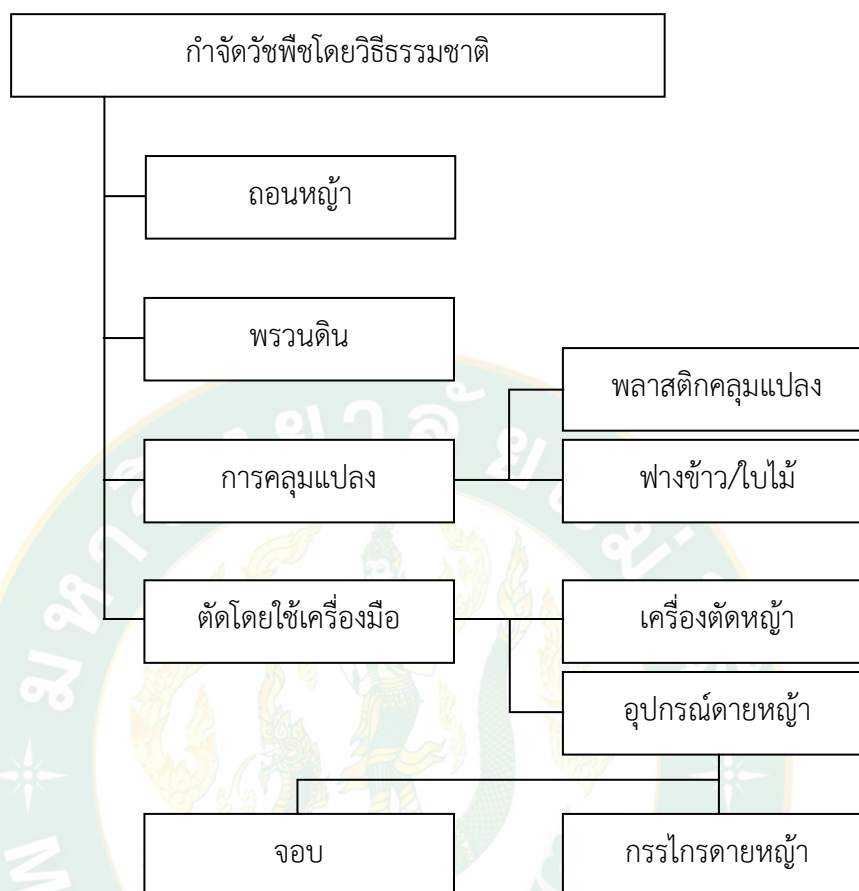 กำจัดวัชพืชโดยวิธีธรรมชาติ
ถอนหญ้า
พรวนดิน
พลาสติกคลุมแปลง
การคลุมแปลง
ฟางข้าว/ใบไม้
ตัดโดยใช้เครื่องมือ
เครื่องตัดหญ้า
อุปกรณ์ดายหญ้า
จอบ
กรรไกรดายหญ้า